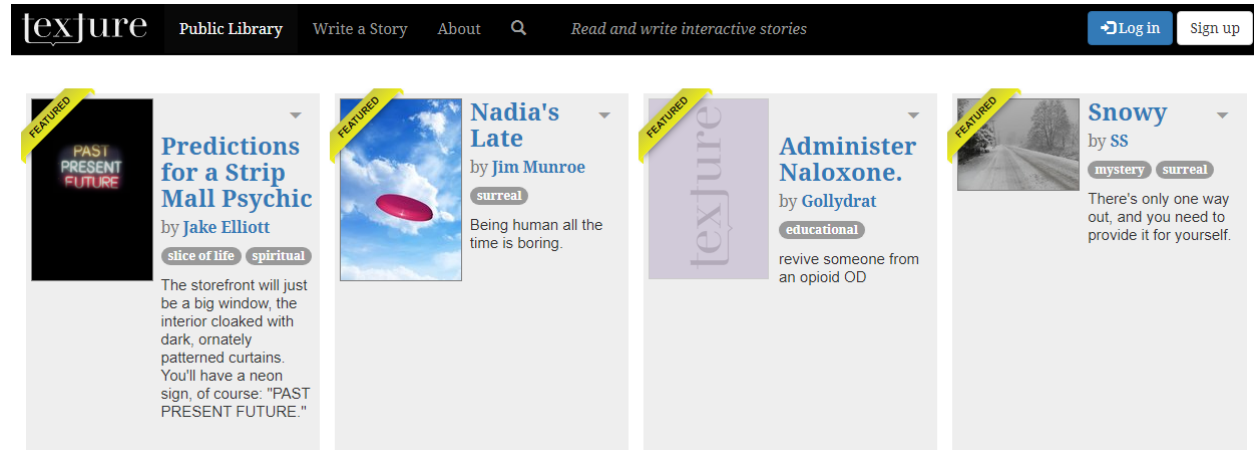 texture Public Library Write a Story About Read and write interactive stories Log in Sign up
FEATURED
PAST
PRESENT
FUTURE
Predictions
for a Strip
Mall Psychic
by Jake Elliott
slice of life spiritual
The storefront will just
be a big window, the
interior cloaked with
dark, ornately
patterned curtains.
You'll have a neon
sign, of course: "PAST
PRESENT FUTURE."
FEATURED
Nadia's
Late
by Jim Munroe
surreal
Being human all the
time is boring.
FEATURED
texture
Administer
Naloxone.
by Gollydrat
educational
revive someone from
an opioid OD
FEATURED
Snowy
by SS
mystery surreal
There's only one way
out, and you need to
provide it for yourself.